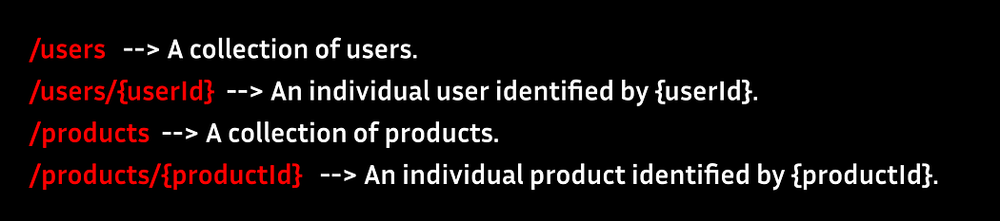 /users --> A collection of users.
/users/{userId} --> An individual user identified by {userId}.
/products --> A collection of products.
/products/{productId} --> An individual product identified by {productId}.